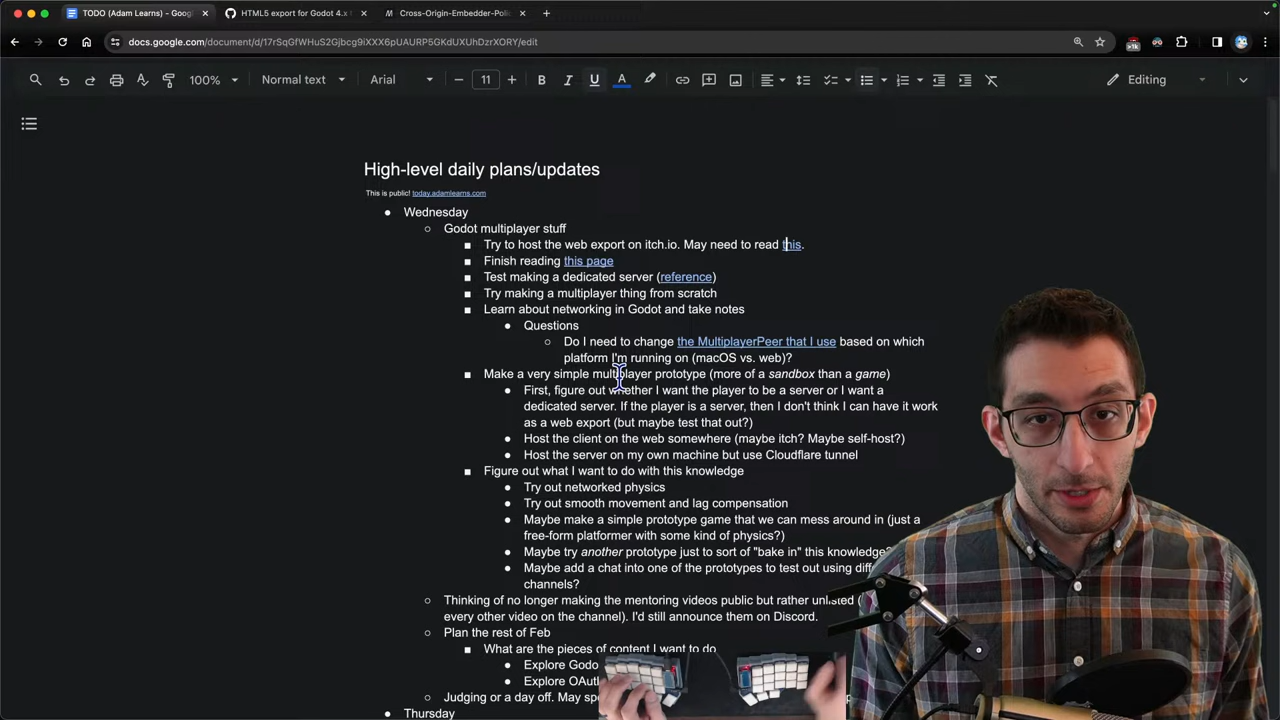 TODO (Adam Learns) - Goog
HTML5 export for Godot 4.x
Cross-Origin-Embedder-Poli
docs.google.com/document/d/17rSqGfWHuS2Gjbcg9iXXX6pUAURP5GKdUXUhDzrXORY/edit
100%
Normal text
Arial
11
Editing
High-level daily plans/updates
This is public! today.adamlearns.com
Wednesday
Godot multiplayer stuff
Try to host the web export on itch.io. May need to read this.
Finish reading this page
Test making a dedicated server (reference)
Try making a multiplayer thing from scratch
Learn about networking in Godot and take notes
Questions
Do I need to change the MultiplayerPeer that I use based on which
platform I'm running on (macOS vs. web)?
Make a very simple multiplayer prototype (more of a sandbox than a game)
First, figure out whether I want the player to be a server or I want a
dedicated server. If the player is a server, then I don't think I can have it work
as a web export (but maybe test that out?)
Host the client on the web somewhere (maybe itch? Maybe self-host?)
Host the server on my own machine but use Cloudflare tunnel
Figure out what I want to do with this knowledge
Try out networked physics
Try out smooth movement and lag compensation
Maybe make a simple prototype game that we can mess around in (just a
free-form platformer with some kind of physics?)
Maybe try another prototype just to sort of "bake in" this knowledge?
Maybe add a chat into one of the prototypes to test out using diff
channels?
Thinking of no longer making the mentoring videos public but rather unlisted (
every other video on the channel). I'd still announce them on Discord.
Plan the rest of Feb
What are the pieces of content I want to do
Explore Godo
Explore OAut
Judging or a day off. May sp
Thursday